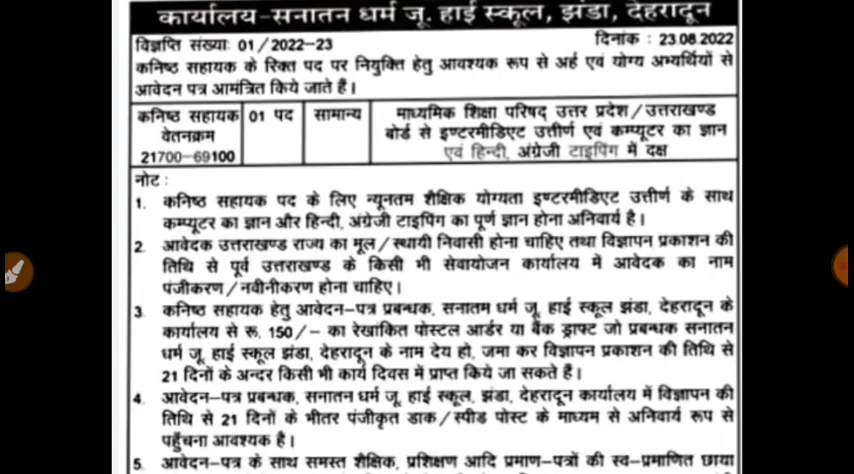 कार्यालय-सनातन धर्म जू. हाई स्कूल, झंडा, देहरादून
विज्ञप्ति संख्याः 01/2022-23 दिनांक : 23.08.2022
कनिष्ठ सहायक के रिक्त पद पर नियुक्ति हेतु आवश्यक रूप से अर्ह एवं योग्य अभ्यर्थियों से
आवेदन पत्र आमंत्रित किये जाते हैं।
कनिष्ठ सहायक 01 पद सामान्य माध्यमिक शिक्षा परिषद् उत्तर प्रदेश/उत्तराखण्ड
वेतनक्रम बोर्ड से इण्टरमीडिएट उत्तीर्ण एवं कम्प्यूटर का ज्ञान
21700-69100 एवं हिन्दी, अंग्रेजी टाइपिंग में दक्ष
नोट :
1. कनिष्ठ सहायक पद के लिए न्यूनतम शैक्षिक योग्यता इण्टरमीडिएट उत्तीर्ण के साथ
कम्प्यूटर का ज्ञान और हिन्दी, अंग्रेजी टाइपिंग का पूर्ण ज्ञान होना अनिवार्य है।
2. आवेदक उत्तराखण्ड राज्य का मूल/स्थायी निवासी होना चाहिए तथा विज्ञापन प्रकाशन की
तिथि से पूर्व उत्तराखण्ड के किसी भी सेवायोजन कार्यालय में आवेदक का नाम
पंजीकरण/नवीनीकरण होना चाहिए।
3. कनिष्ठ सहायक हेतु आवेदन-पत्र प्रबन्धक, सनातम धर्म जू. हाई स्कूल झंडा, देहरादून के
कार्यालय से रू. 150/- का रेखांकित पोस्टल आर्डर या बैंक ड्राफ्ट जो प्रबन्धक सनातन
धर्म जू. हाई स्कूल झंडा, देहरादून के नाम देय हो, जमा कर विज्ञापन प्रकाशन की तिथि से
21 दिनों के अन्दर किसी भी कार्य दिवस में प्राप्त किये जा सकते हैं।
4. आवेदन-पत्र प्रबन्धक, सनातन धर्म जू. हाई स्कूल, झंडा, देहरादून कार्यालय में विज्ञापन की
तिथि से 21 दिनों के भीतर पंजीकृत डाक/स्पीड पोस्ट के माध्यम से अनिवार्य रूप से
पहुँचना आवश्यक है।
5. आवेदन-पत्र के साथ समस्त शैक्षिक, प्रशिक्षण आदि प्रमाण-पत्रों की स्व-प्रमाणित छाया